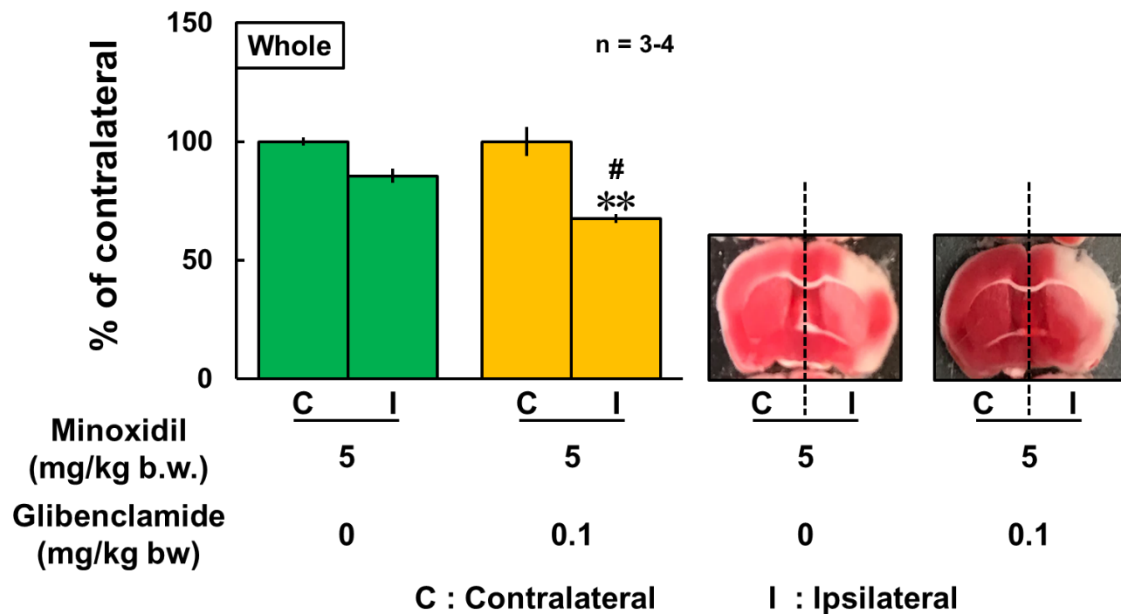 150
Whole
n = 3-4
100
#
**
50
0
% of contralateral
C I C I C I C I
Minoxidil
(mg/kg b.w.)
5 5 5 5
Glibenclamide
(mg/kg bw)
0 0.1 0 0.1
C : Contralateral I : Ipsilateral